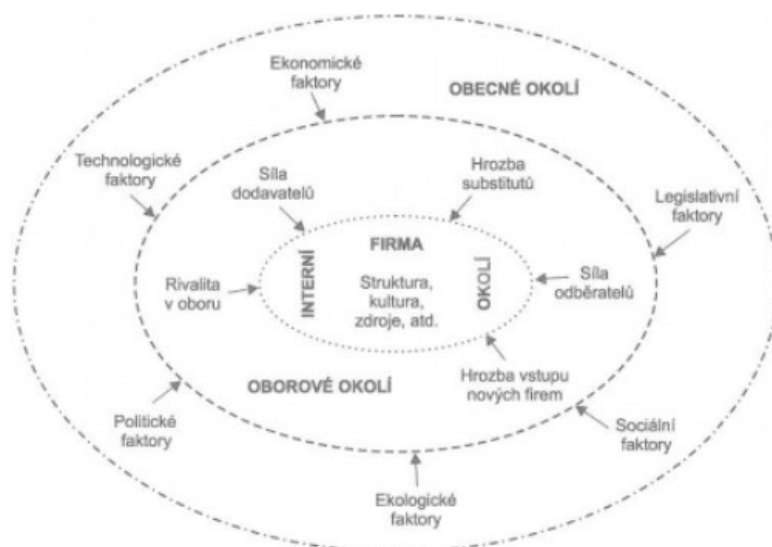 Ekonomické
faktory
OBECNÉ OKOLÍ
Technologické
faktory
Síla
dodavatelů
Hrozba
substitutů
Legislativní
faktory
FIRMA
INTERNÍ
OKOLÍ
Struktura,
kultura,
zdroje, atd.
Rivalita
v oboru
Síla
odběratelů
OBOROVÉ OKOLÍ
Hrozba vstupu
nových firem
Politické
faktory
Sociální
faktory
Ekologické
faktory